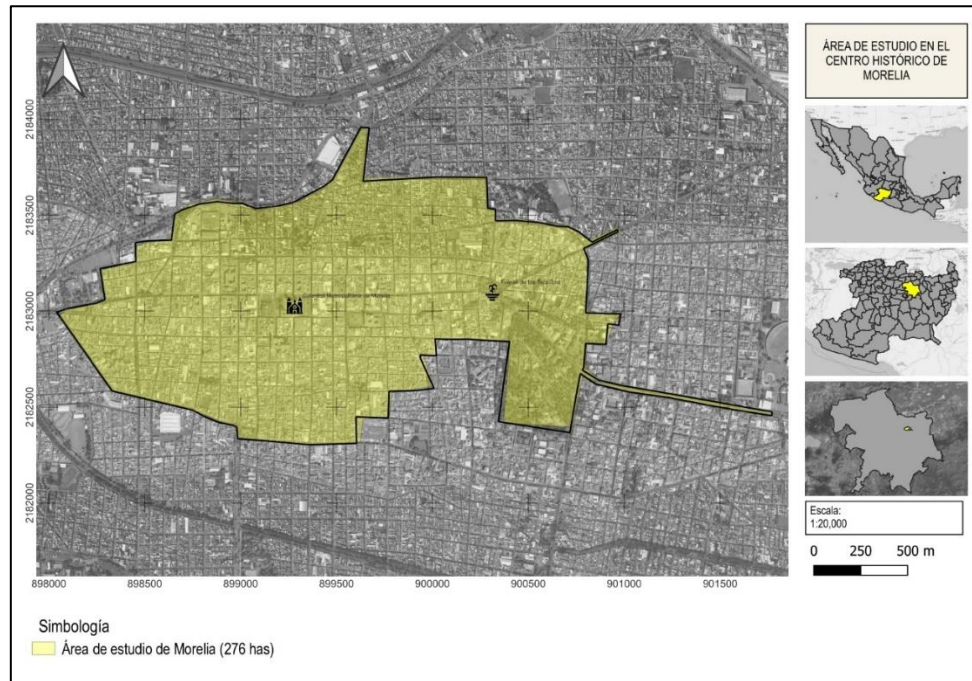 ÁREA DE ESTUDIO EN EL
CENTRO HISTÓRICO DE
MORELIA
2184000
2183500
2183000
2182500
2182000
898000
898500
899000
899500
900000
900500
901000
901500
Escala:
1:20,000
0 250 500 m
Simbología
Área de estudio de Morelia (276 has)